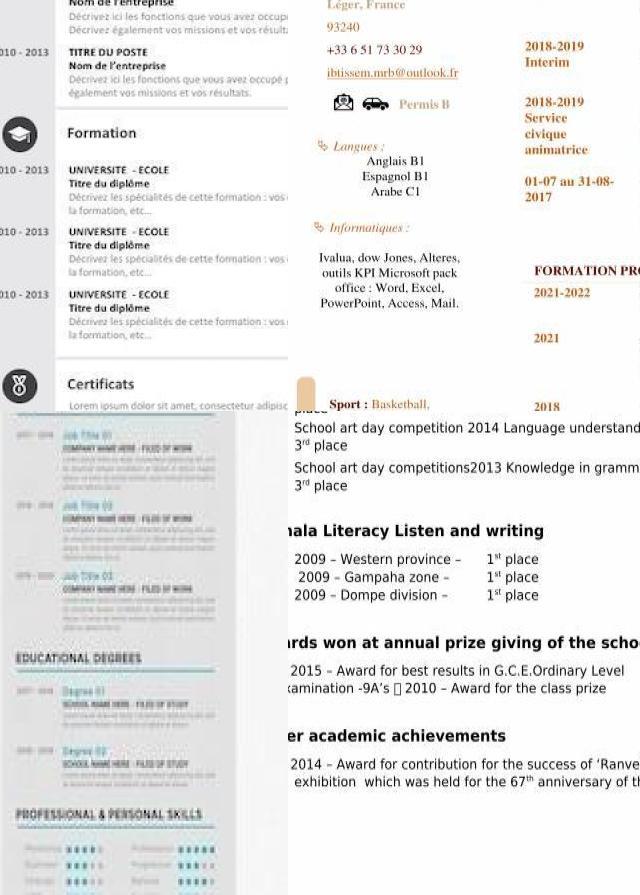 Nom de l'entreprise
Décrivez ici les fonctions que vous avez occup
Décrivez également vos missions et vos résult
010 - 2013 TITRE DU POSTE
Nom de l'entreprise
Décrivez ici les fonctions que vous avez occupé p
également vos missions et vos résultats.
Formation
010 - 2013 UNIVERSITE - ECOLE
Titre du diplôme
Décrivez les spécialités de cette formation : vos
la formation, etc...
010 - 2013 UNIVERSITE - ECOLE
Titre du diplôme
Décrivez les spécialités de cette formation : vos
la formation, etc...
010 - 2013 UNIVERSITE - ECOLE
Titre du diplôme
Décrivez les spécialités de cette formation : vos
la formation, etc...
Certificats
Lorem ipsum dolor sit amet, consectetur adipisc
Léger, France
93240
+33 6 51 73 30 29
ibtissem.mrb@outlook.fr
Permis B
Langues :
Anglais B1
Espagnol B1
Arabe C1
Informatiques :
Ivalua, dow Jones, Alteres,
outils KPI Microsoft pack
office : Word, Excel,
PowerPoint, Access, Mail.
Sport : Basketball,
2018-2019
Interim
2018-2019
Service
civique
animatrice
01-07 au 31-08-
2017
FORMATION PRO
2021-2022
2021
2018
Job Title 01
COMPANY NAME HERE - FILED OF WORK
Job Title 02
COMPANY NAME HERE - FILED OF WORK
Job Title 03
COMPANY NAME HERE - FILED OF WORK
EDUCATIONAL DEGREES
Degree 01
SCHOOL NAME HERE - FILED OF STUDY
Degree 02
SCHOOL NAME HERE - FILED OF STUDY
PROFESSIONAL & PERSONAL SKILLS
place
School art day competition 2014 Language understand
3rd place
School art day competitions2013 Knowledge in gramm
3rd place
hala Literacy Listen and writing
2009 – Western province – 1st place
2009 – Gampaha zone – 1st place
2009 – Dompe division – 1st place
rds won at annual prize giving of the scho
2015 – Award for best results in G.C.E.Ordinary Level
xamination -9A's 2010 – Award for the class prize
er academic achievements
2014 – Award for contribution for the success of 'Ranve
exhibition which was held for the 67th anniversary of th